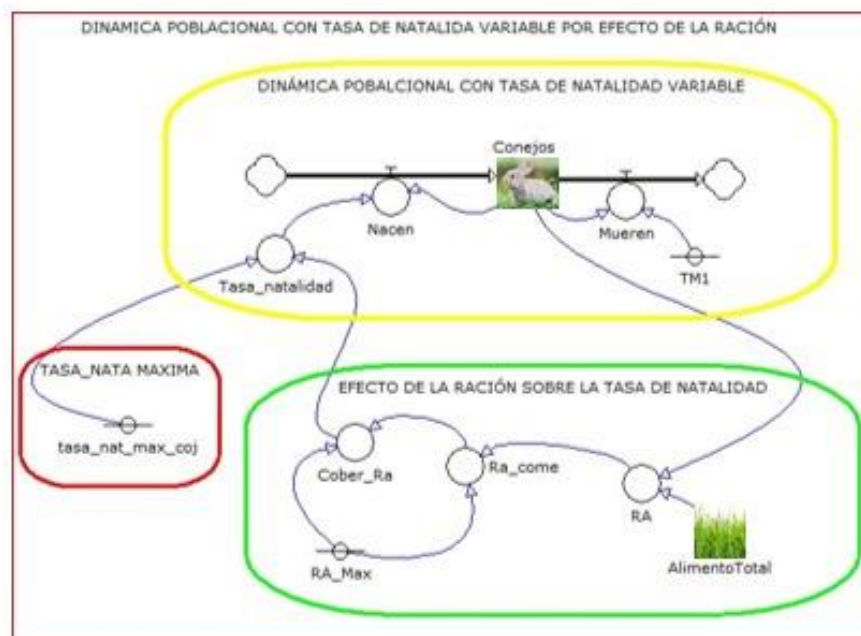 DINAMICA POBLACIONAL CON TASA DE NATALIDA VARIABLE POR EFECTO DE LA RACIÓN
DINÁMICA POBALCIONAL CON TASA DE NATALIDAD VARIABLE
Conejos
Nacen
Mueren
TM1
Tasa_natalidad
TASA_NATA MAXIMA
tasa_nat_max_coj
EFECTO DE LA RACIÓN SOBRE LA TASA DE NATALIDAD
Cober_Ra
Ra_come
RA
RA_Max
AlimentoTotal